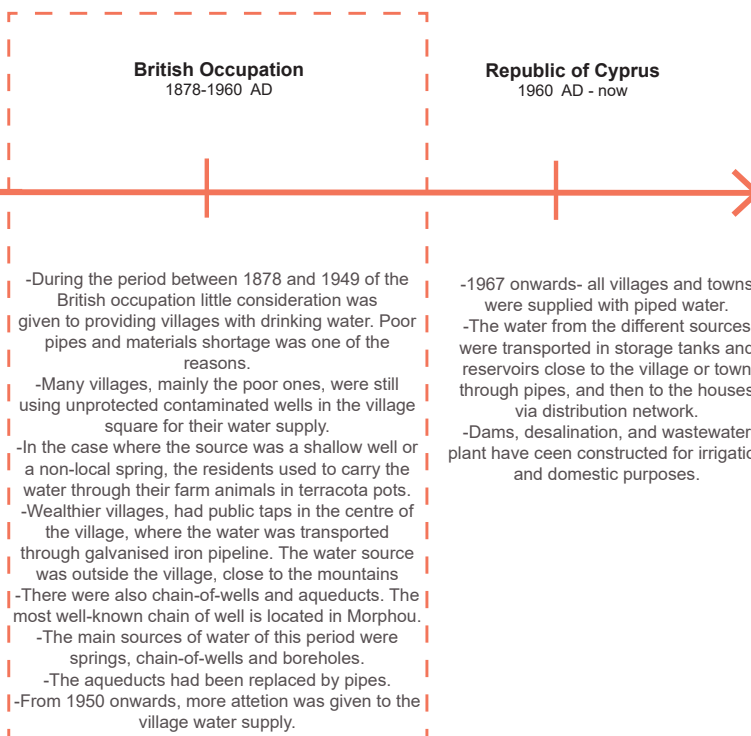 British Occupation
1878-1960 AD
-During the period between 1878 and 1949 of the
British occupation little consideration was
given to providing villages with drinking water. Poor
pipes and materials shortage was one of the
reasons.
-Many villages, mainly the poor ones, were still
using unprotected contaminated wells in the village
square for their water supply.
-In the case where the source was a shallow well or
a non-local spring, the residents used to carry the
water through their farm animals in terracota pots.
-Wealthier villages, had public taps in the centre of
the village, where the water was transported
through galvanised iron pipeline. The water source
was outside the village, close to the mountains
-There were also chain-of-wells and aqueducts. The
most well-known chain of well is located in Morphou.
-The main sources of water of this period were
springs, chain-of-wells and boreholes.
-The aqueducts had been replaced by pipes.
-From 1950 onwards, more attetion was given to the
village water supply.
Republic of Cyprus
1960 AD - now
-1967 onwards- all villages and towns
were supplied with piped water.
-The water from the different sources
were transported in storage tanks and
reservoirs close to the village or town
through pipes, and then to the houses
via distribution network.
-Dams, desalination, and wastewater
plant have ceen constructed for irrigatio
and domestic purposes.